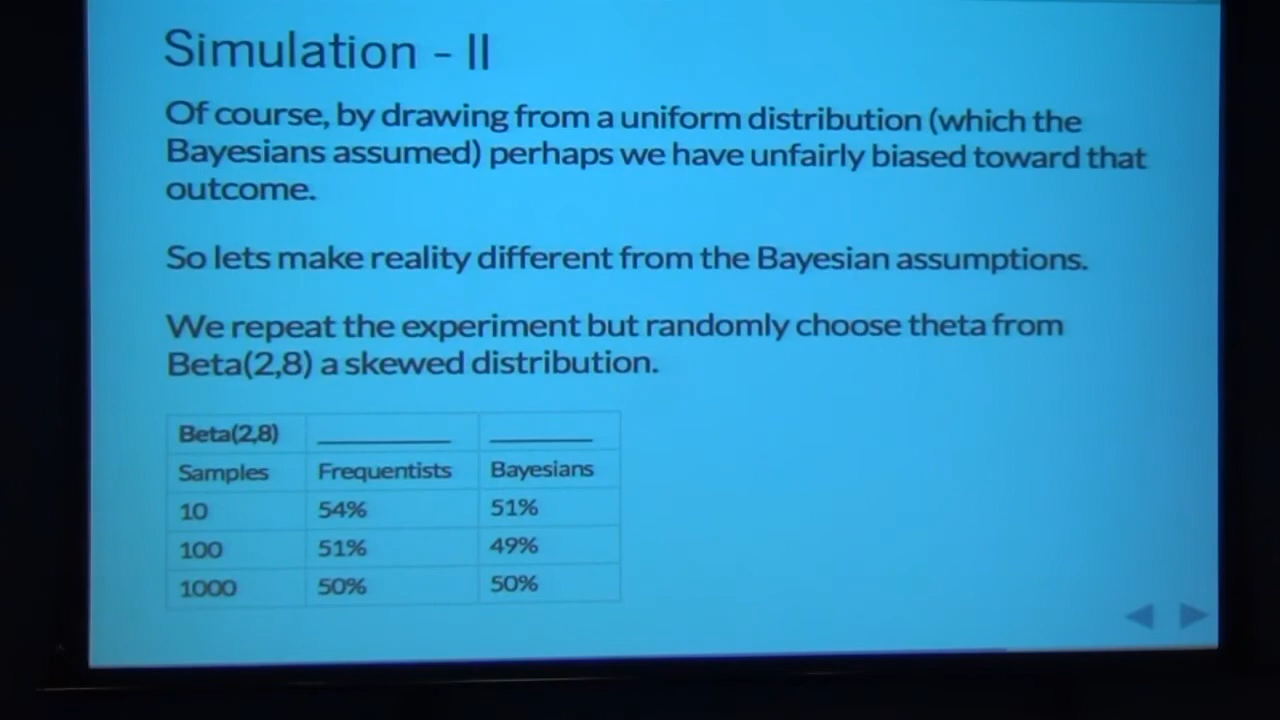 Simulation - II
Of course, by drawing from a uniform distribution (which the
Bayesians assumed) perhaps we have unfairly biased toward that
outcome.
So lets make reality different from the Bayesian assumptions.
We repeat the experiment but randomly choose theta from
Beta(2,8) a skewed distribution.
Beta(2,8)
Samples Frequentists Bayesians
10 54% 51%
100 51% 49%
1000 50% 50%